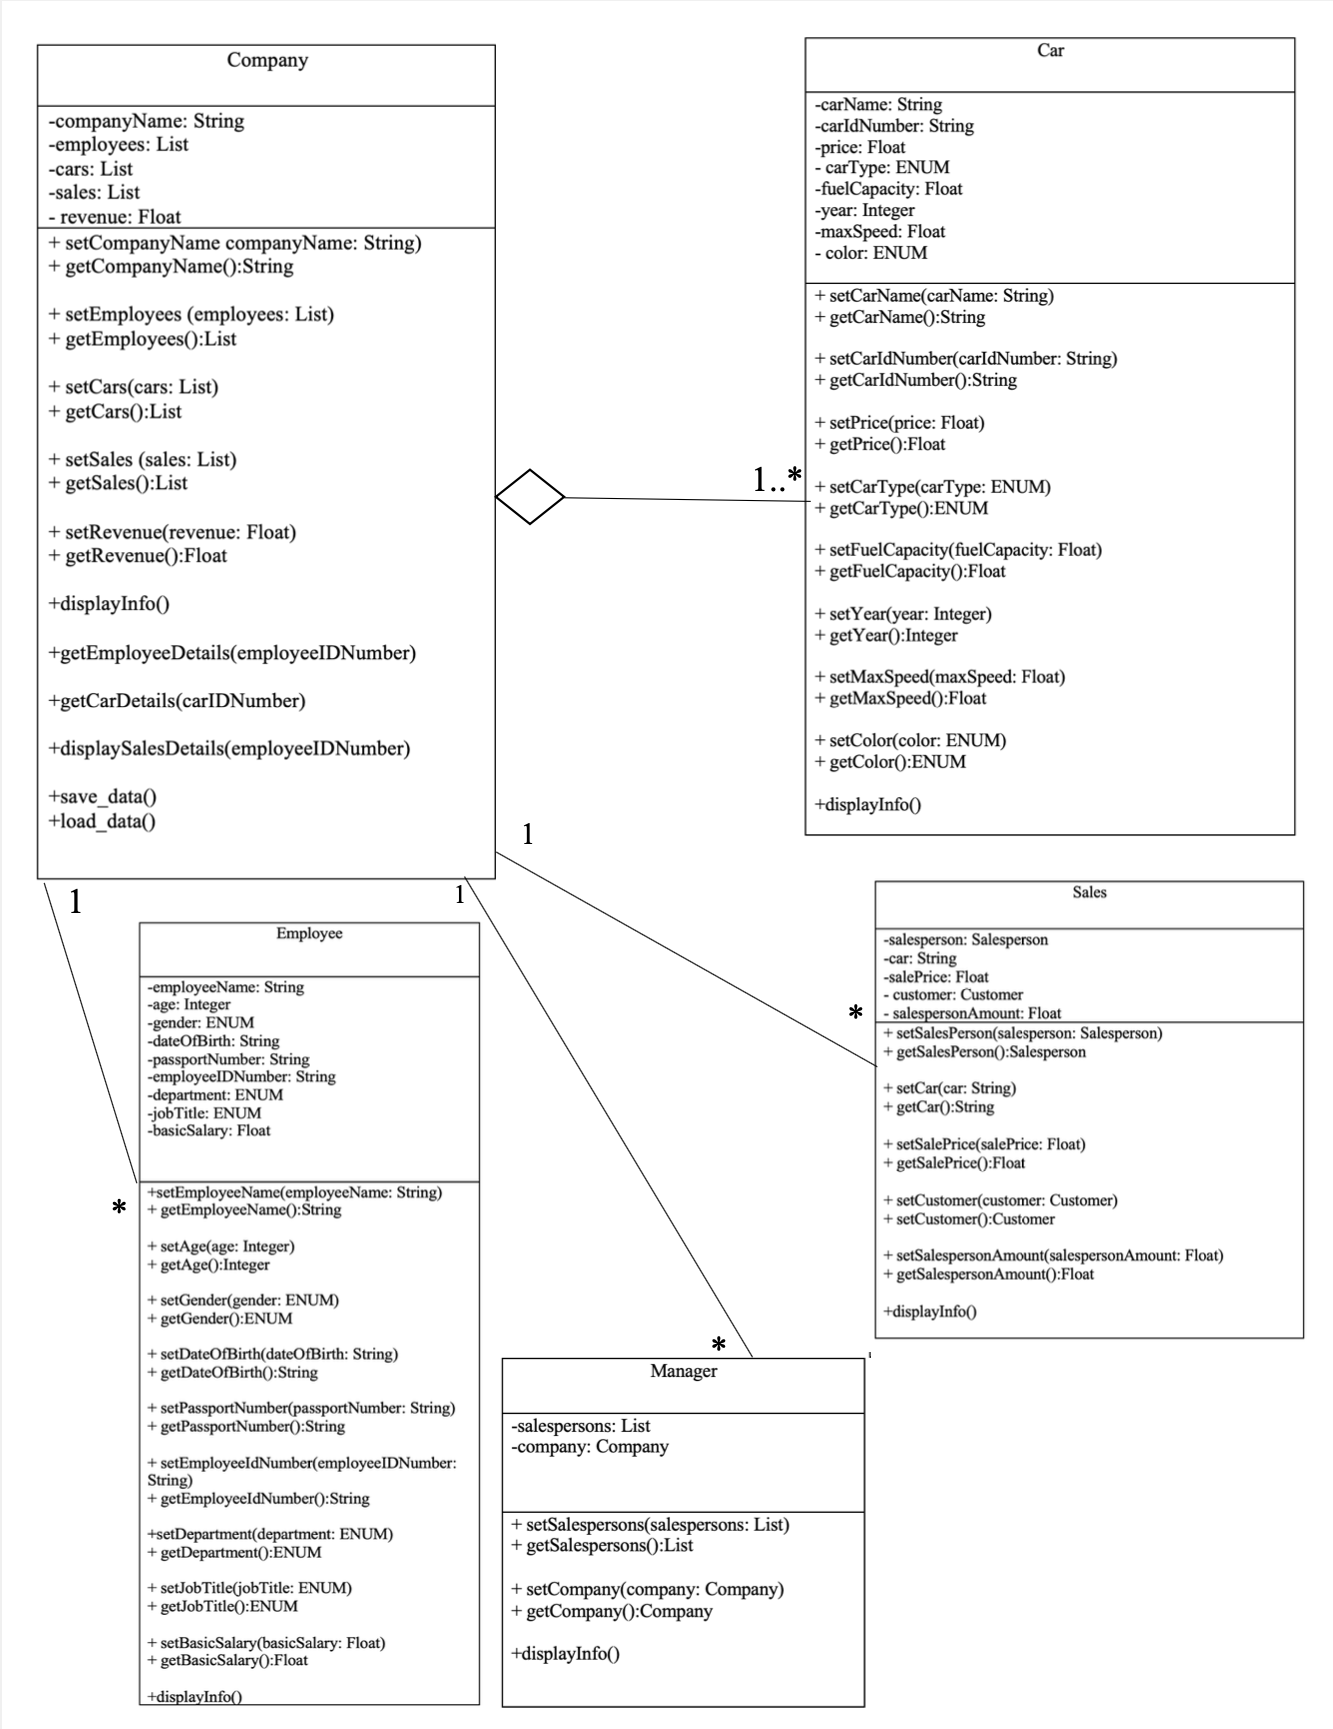 Company
-companyName: String
-employees: List
-cars: List
-sales: List
- revenue: Float
+ setCompanyName companyName: String)
+ getCompanyName():String
+ setEmployees (employees: List)
+ getEmployees():List
+ setCars(cars: List)
+ getCars():List
+ setSales (sales: List)
+ getSales():List
+ setRevenue(revenue: Float)
+ getRevenue():Float
+displayInfo()
+getEmployeeDetails(employeeIDNumber)
+getCarDetails(carIDNumber)
+displaySalesDetails(employeeIDNumber)
+save_data()
+load_data()
1..*
Car
-carName: String
-carIdNumber: String
-price: Float
- carType: ENUM
-fuelCapacity: Float
-year: Integer
-maxSpeed: Float
- color: ENUM
+ setCarName(carName: String)
+ getCarName():String
+ setCarIdNumber(carIdNumber: String)
+ getCarIdNumber():String
+ setPrice(price: Float)
+ getPrice():Float
+ setCarType(carType: ENUM)
+ getCarType():ENUM
+ setFuelCapacity(fuelCapacity: Float)
+ getFuelCapacity():Float
+ setYear(year: Integer)
+ getYear():Integer
+ setMaxSpeed(maxSpeed: Float)
+ getMaxSpeed():Float
+ setColor(color: ENUM)
+ getColor():ENUM
+displayInfo()
1
1
1
*
*
*
Employee
-employeeName: String
-age: Integer
-gender: ENUM
-dateOfBirth: String
-passportNumber: String
-employeeIDNumber: String
-department: ENUM
-jobTitle: ENUM
-basicSalary: Float
+setEmployeeName(employeeName: String)
+ getEmployeeName():String
+ setAge(age: Integer)
+ getAge():Integer
+ setGender(gender: ENUM)
+ getGender():ENUM
+ setDateOfBirth(dateOfBirth: String)
+ getDateOfBirth():String
+ setPassportNumber(passportNumber: String)
+ getPassportNumber():String
+ setEmployeeIdNumber(employeeIDNumber:
String)
+ getEmployeeIdNumber():String
+setDepartment(department: ENUM)
+ getDepartment():ENUM
+ setJobTitle(jobTitle: ENUM)
+ getJobTitle():ENUM
+ setBasicSalary(basicSalary: Float)
+ getBasicSalary():Float
+displayInfo()
Manager
-salespersons: List
-company: Company
+ setSalespersons(salespersons: List)
+ getSalespersons():List
+ setCompany(company: Company)
+ getCompany():Company
+displayInfo()
Sales
-salesperson: Salesperson
-car: String
-salePrice: Float
- customer: Customer
- salespersonAmount: Float
+ setSalesPerson(salesperson: Salesperson)
+ getSalesPerson():Salesperson
+ setCar(car: String)
+ getCar():String
+ setSalePrice(salePrice: Float)
+ getSalePrice():Float
+ setCustomer(customer: Customer)
+ setCustomer():Customer
+ setSalespersonAmount(salespersonAmount: Float)
+ getSalespersonAmount():Float
+displayInfo()